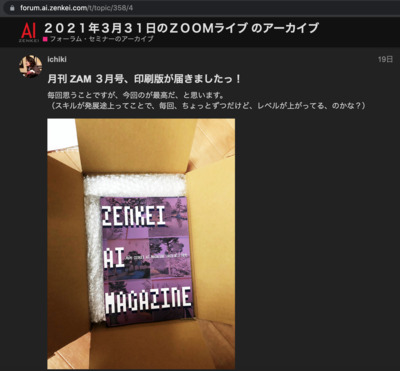 forum.ai.zenkei.com/t/topic/358/4
AI
ZENKEI
2021年3月31日のZOOMライブ のアーカイブ
フォーラム・セミナーのアーカイブ
ichiki
19日
月刊 ZAM 3月号、印刷版が届きましたっ！
毎回思うことですが、今回のが最高だ、と思います。
（スキルが発展途上ってことで、毎回、ちょっとずつだけど、レベルが上がってる、のかな？）
ZENKEI
AI
MAGAZINE